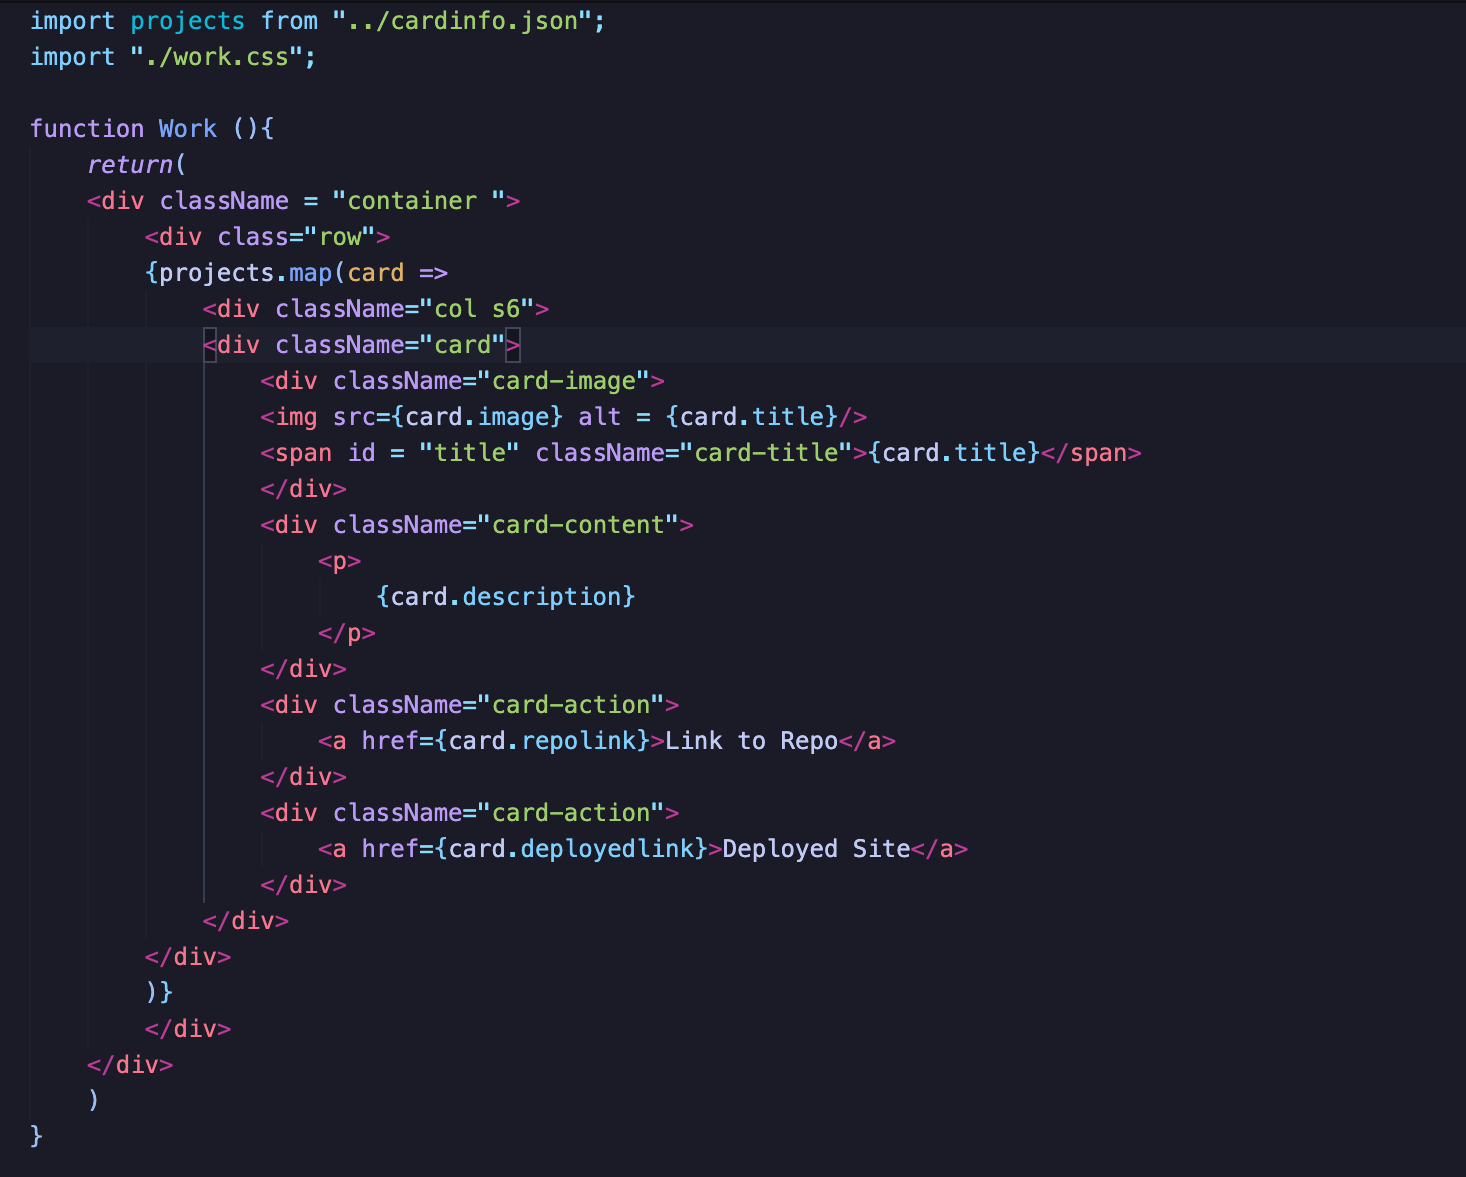 import projects from "../cardinfo.json";
import "./work.css";

function Work (){
    return(
    <div className = "container ">
        <div class="row">
        {projects.map(card =>
            <div className="col s6">
            <div className="card">
                <div className="card-image">
                <img src={card.image} alt = {card.title}/>
                <span id = "title" className="card-title">{card.title}</span>
                </div>
                <div className="card-content">
                    <p>
                        {card.description}
                    </p>
                </div>
                <div className="card-action">
                    <a href={card.repolink}>Link to Repo</a>
                </div>
                <div className="card-action">
                    <a href={card.deployedlink}>Deployed Site</a>
                </div>
            </div>
        </div>
        )}
        </div>
    </div>
    )
}